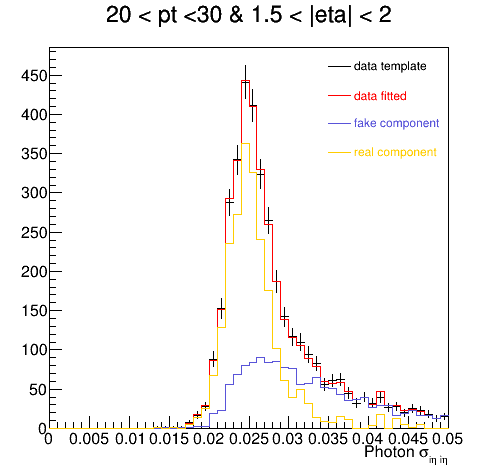 20 < pt <30 & 1.5 < |eta| < 2
data template
data fitted
fake component
real component
450
400
350
300
250
200
150
100
50
0
0 0.005 0.01 0.015 0.02 0.025 0.03 0.035 0.04 0.045 0.05
Photon σiη iη